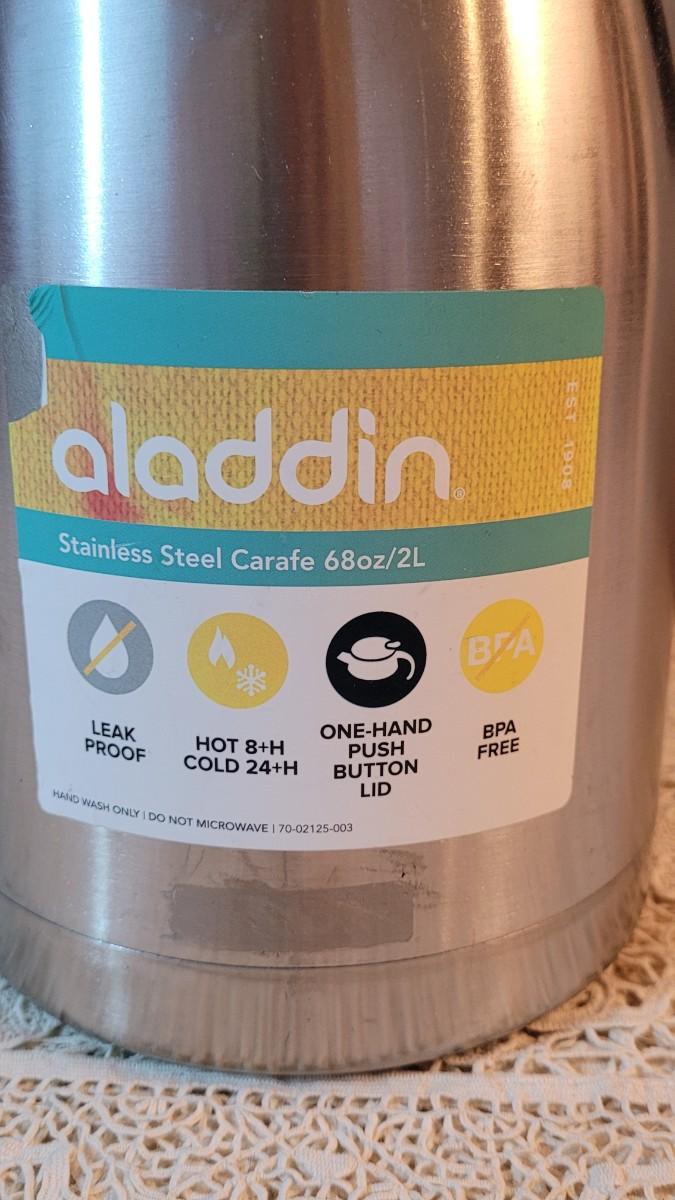 aladdin®
EST 1908
Stainless Steel Carafe 68oz/2L
BPA
LEAK
PROOF
HOT 8+H
COLD 24+H
ONE-HAND
PUSH
BUTTON
LID
BPA
FREE
HAND WASH ONLY | DO NOT MICROWAVE | 70-02125-003